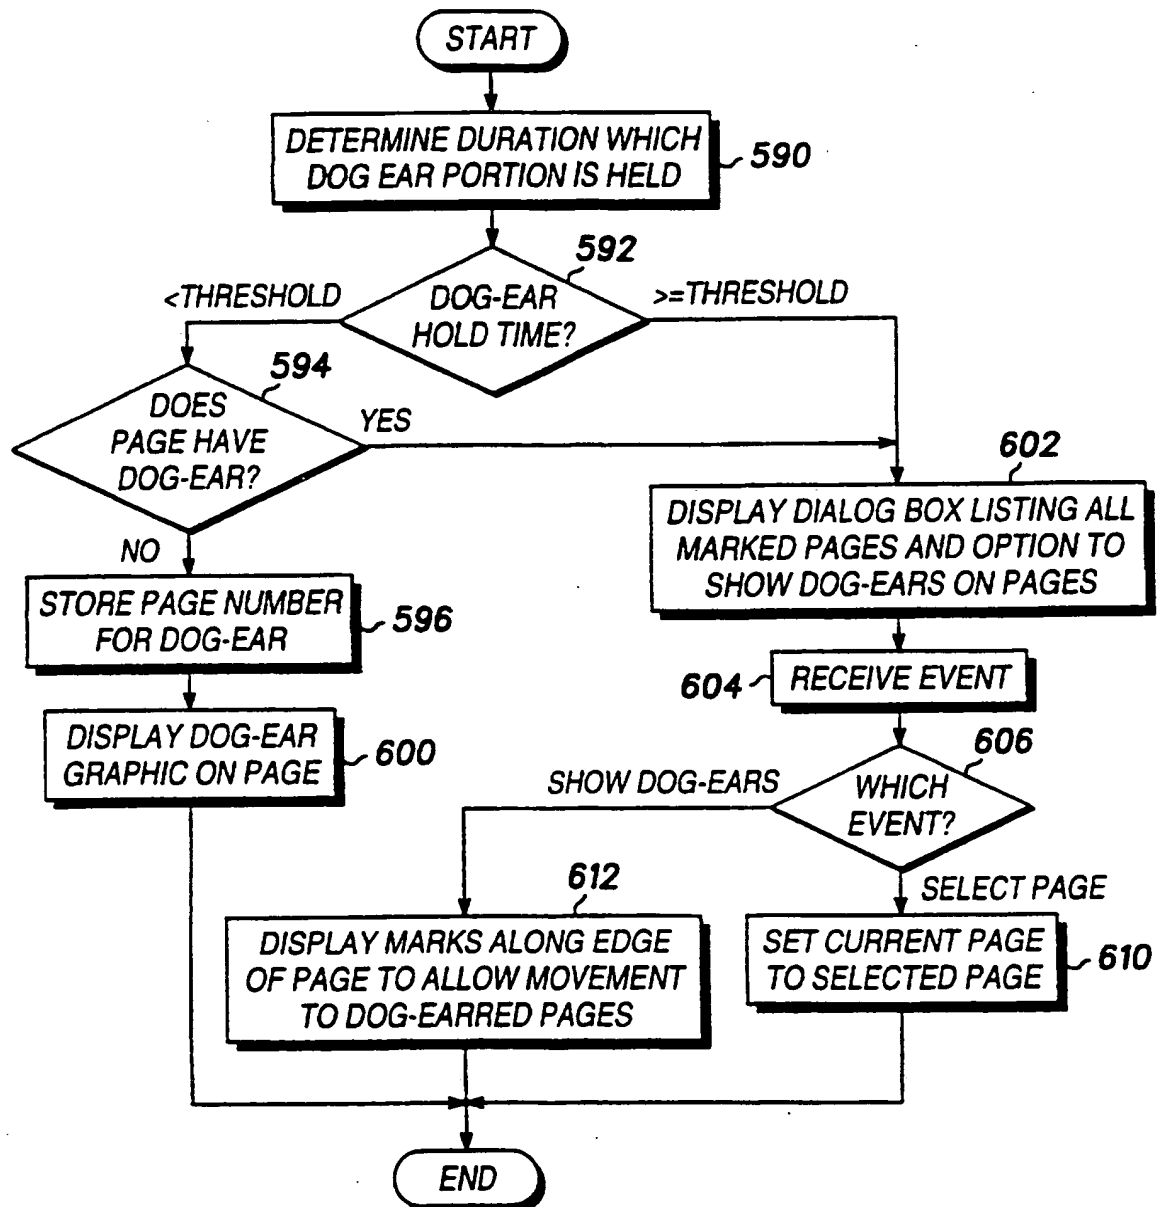 START
DETERMINE DURATION WHICH
DOG EAR PORTION IS HELD
590
592
<THRESHOLD
DOG-EAR
HOLD TIME?
>=THRESHOLD
594
DOES
PAGE HAVE
DOG-EAR?
YES
NO
602
DISPLAY DIALOG BOX LISTING ALL
MARKED PAGES AND OPTION TO
SHOW DOG-EARS ON PAGES
STORE PAGE NUMBER
FOR DOG-EAR
596
604
RECEIVE EVENT
DISPLAY DOG-EAR
GRAPHIC ON PAGE
600
606
SHOW DOG-EARS
WHICH
EVENT?
SELECT PAGE
612
DISPLAY MARKS ALONG EDGE
OF PAGE TO ALLOW MOVEMENT
TO DOG-EARRED PAGES
SET CURRENT PAGE
TO SELECTED PAGE
610
END